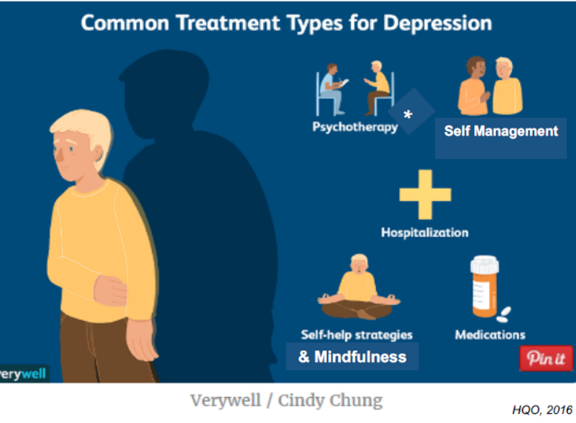 Common Treatment Types for Depression
Psychotherapy
*
Self Management
Hospitalization
Self-help strategies
& Mindfulness
Medications
Pin it
erywell
Verywell / Cindy Chung
HQO, 2016